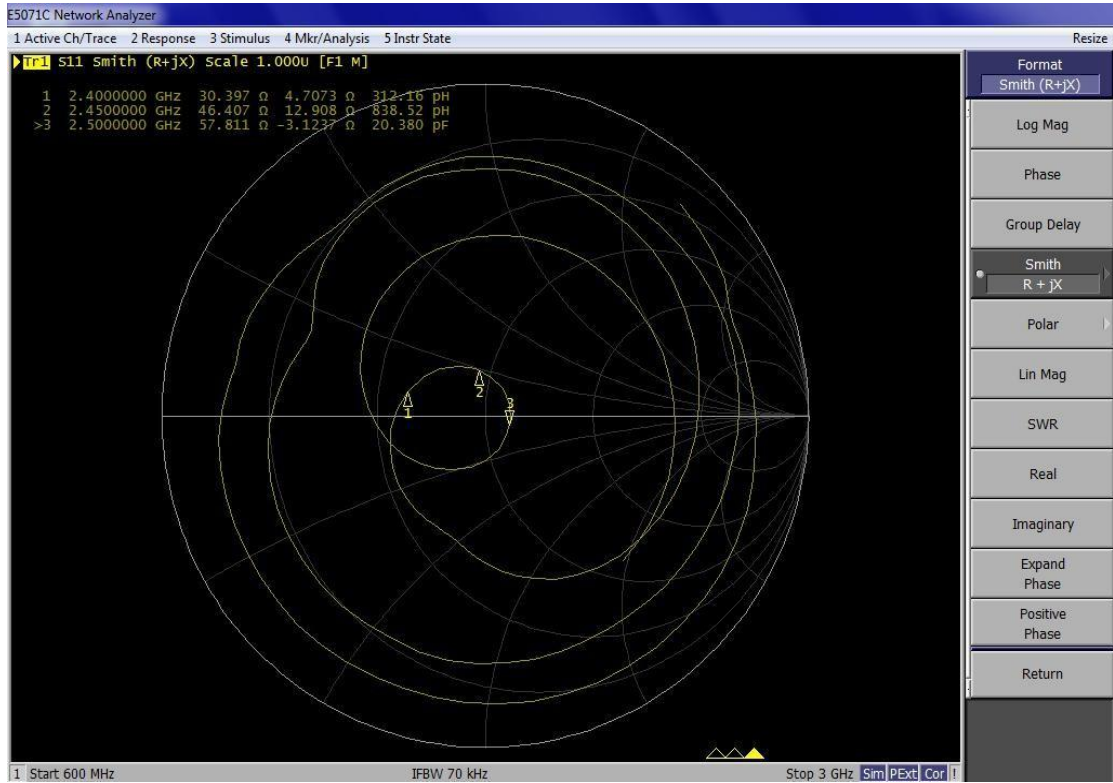 E5071C Network Analyzer
1 Active Ch/Trace 2 Response 3 Stimulus 4 Mkr/Analysis 5 Instr State Resize
Tr1 S11 Smith (R+jX) Scale 1.000U [F1 M]
1 2.4000000 GHz 30.397 Ω 4.7073 Ω 312.16 pH
2 2.4500000 GHz 46.407 Ω 12.908 Ω 838.52 pH
>3 2.5000000 GHz 57.811 Ω -3.1237 Ω 20.380 pF
1
2
3
Format
Smith (R+jX)
Log Mag
Phase
Group Delay
Smith
R + jX
Polar
Lin Mag
SWR
Real
Imaginary
Expand
Phase
Positive
Phase
Return
1 Start 600 MHz IFBW 70 kHz Stop 3 GHz Sim PExt Cor !